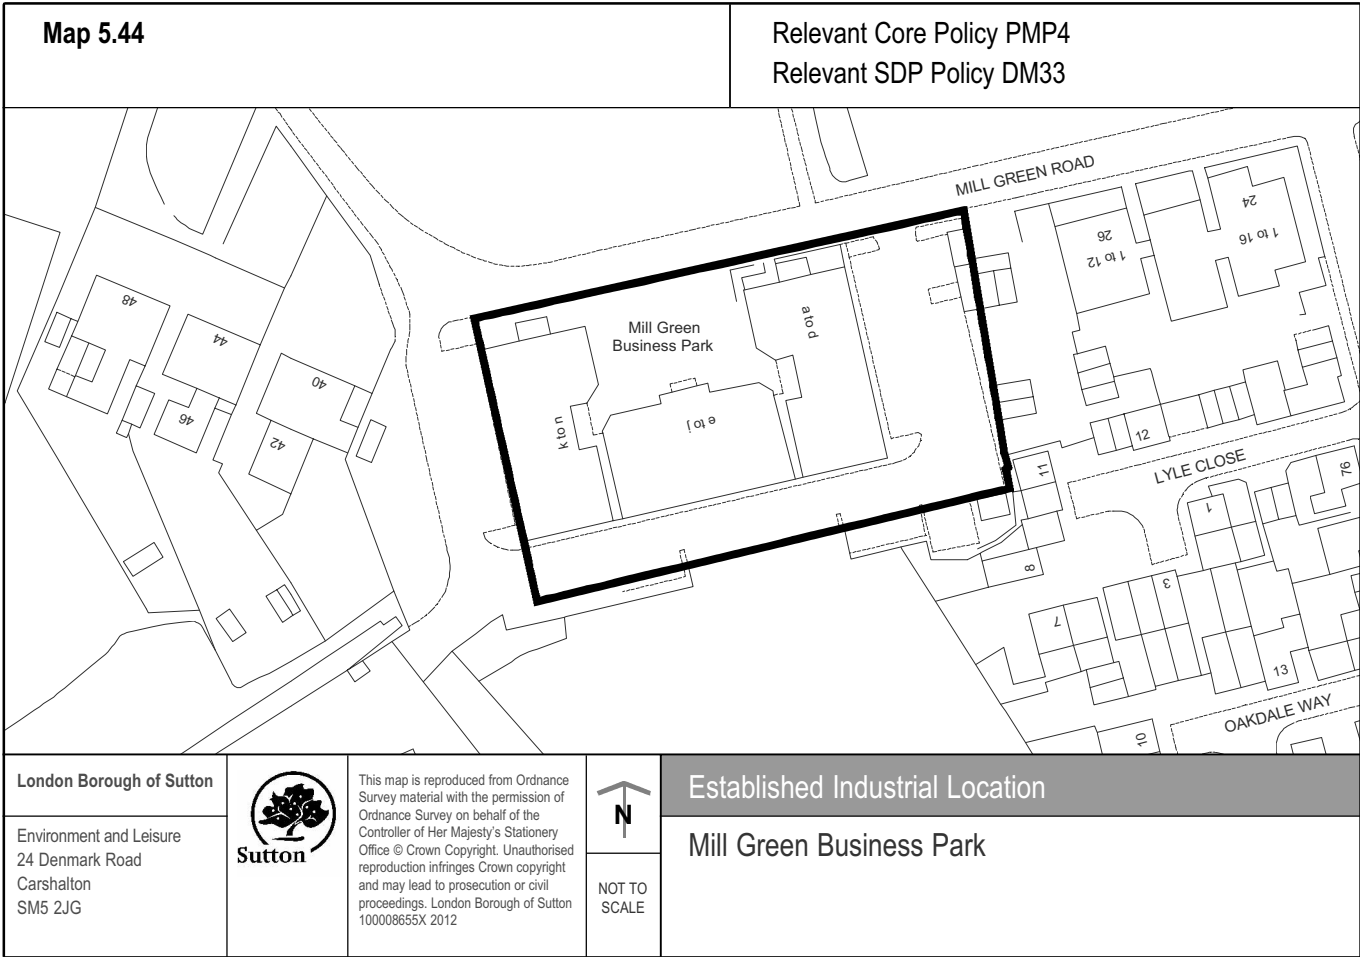 Map 5.44
Relevant Core Policy PMP4
Relevant SDP Policy DM33
MILL GREEN ROAD
24
1 to 16
26
1 to 12
48
44
40
46
42
Mill Green
Business Park
a to d
k to n
e to j
12
11
LYLE CLOSE
76
1
8
3
7
13
OAKDALE WAY
10
London Borough of Sutton
Environment and Leisure
24 Denmark Road
Carshalton
SM5 2JG
Sutton
This map is reproduced from Ordnance
Survey material with the permission of
Ordnance Survey on behalf of the
Controller of Her Majesty's Stationery
Office © Crown Copyright. Unauthorised
reproduction infringes Crown copyright
and may lead to prosecution or civil
proceedings. London Borough of Sutton
100008655X 2012
N
NOT TO
SCALE
Established Industrial Location
Mill Green Business Park